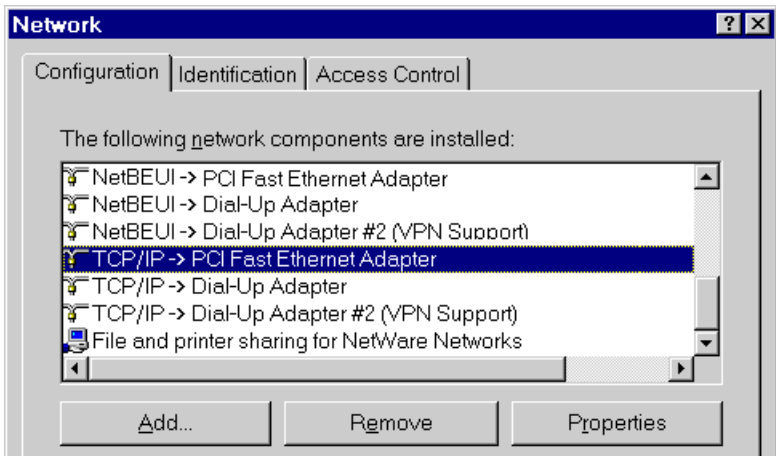 Network
Configuration Identification Access Control
The following network components are installed:
NetBEUI -> PCI Fast Ethernet Adapter
NetBEUI -> Dial-Up Adapter
NetBEUI -> Dial-Up Adapter #2 (VPN Support)
TCP/IP -> PCI Fast Ethernet Adapter
TCP/IP -> Dial-Up Adapter
TCP/IP -> Dial-Up Adapter #2 (VPN Support)
File and printer sharing for NetWare Networks
Add... Remove Properties